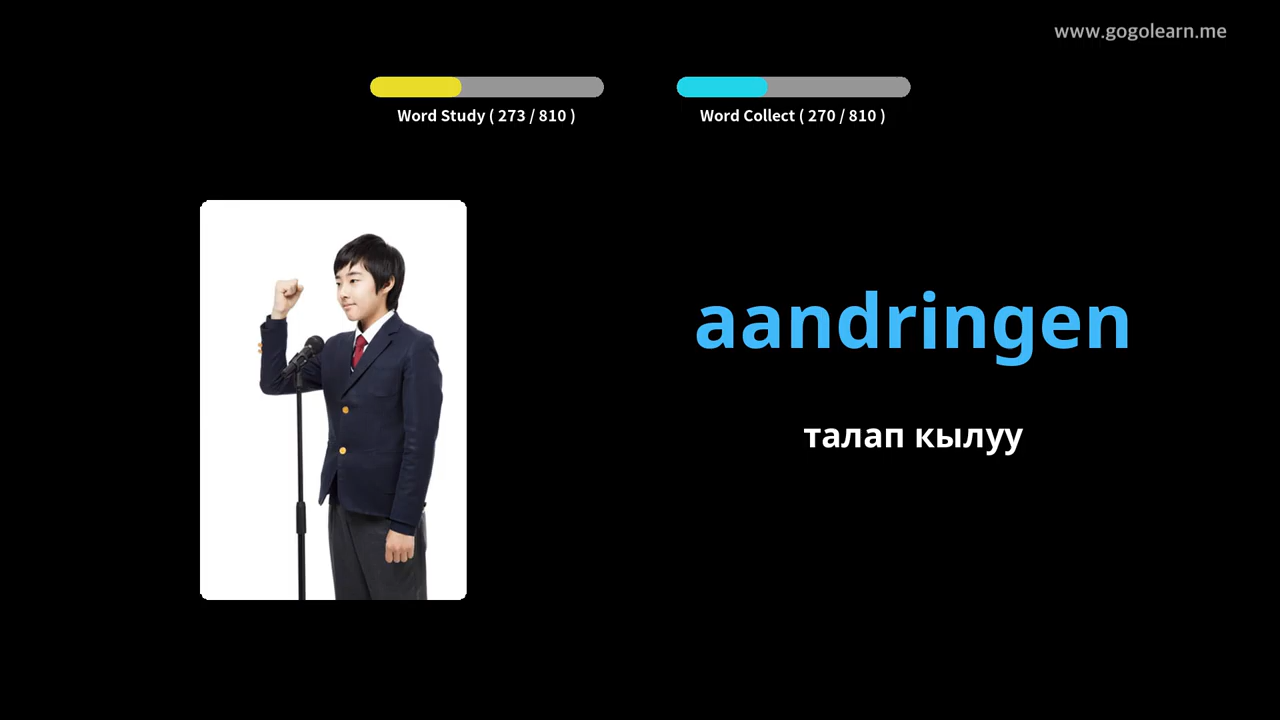 www.gogolearn.me
Word Study ( 273 / 810 )
Word Collect ( 270 / 810 )
aandringen
талап кылуу